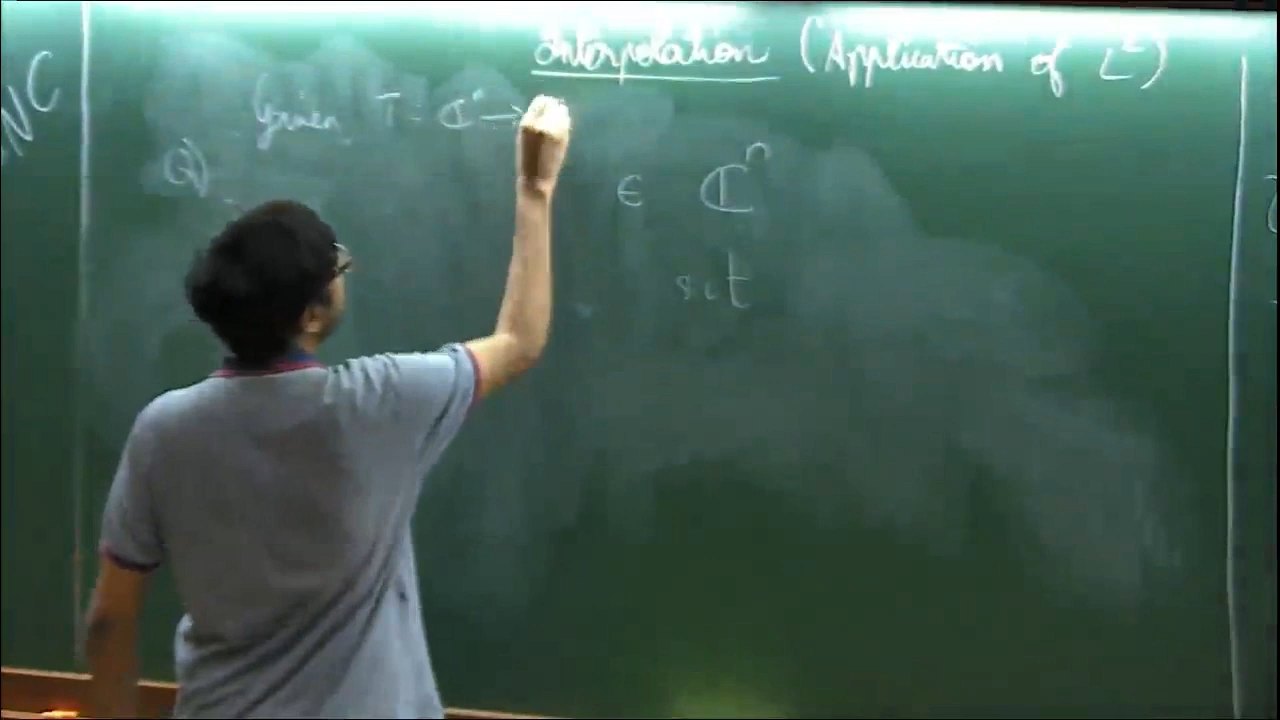 Interpolation (Application of L²)
NC
Given T: ℂⁿ →
Q)
∈ ℂⁿ
s.t